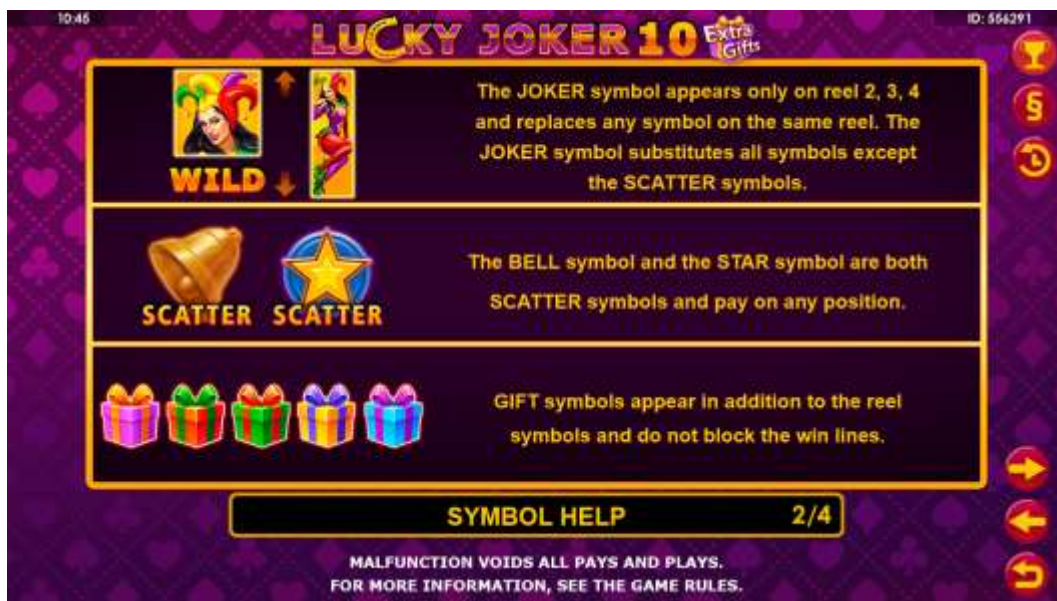 10:45
ID: 556291
LUCKY JOKER 10 Extra Gifts
The JOKER symbol appears only on reel 2, 3, 4
and replaces any symbol on the same reel. The
JOKER symbol substitutes all symbols except
the SCATTER symbols.
WILD
The BELL symbol and the STAR symbol are both
SCATTER symbols and pay on any position.
SCATTER SCATTER
GIFT symbols appear in addition to the reel
symbols and do not block the win lines.
SYMBOL HELP 2/4
MALFUNCTION VOIDS ALL PAYS AND PLAYS.
FOR MORE INFORMATION, SEE THE GAME RULES.
§